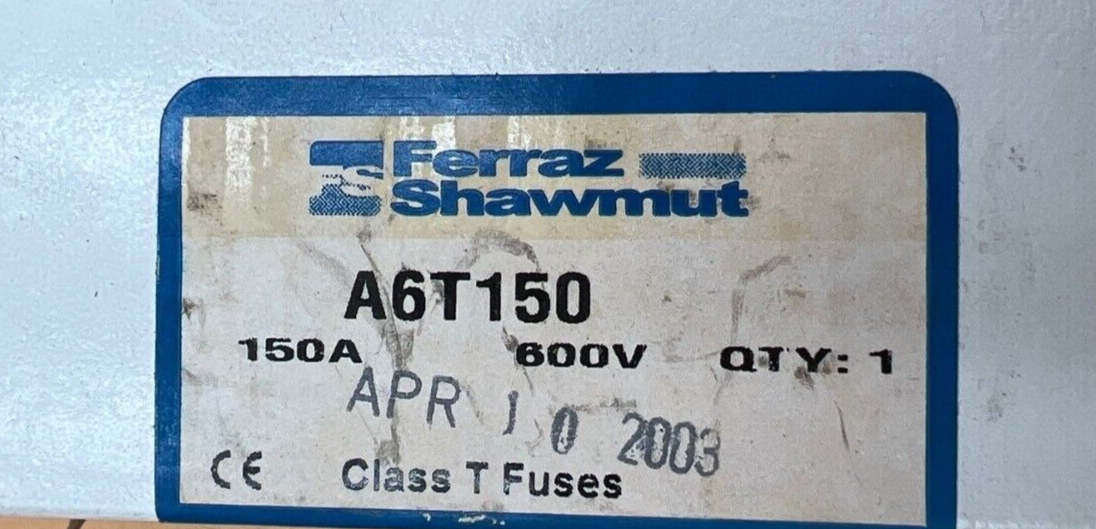 Ferraz
Shawmut
A6T150
150A 600V QTY: 1
APR 10 2003
CE Class T Fuses